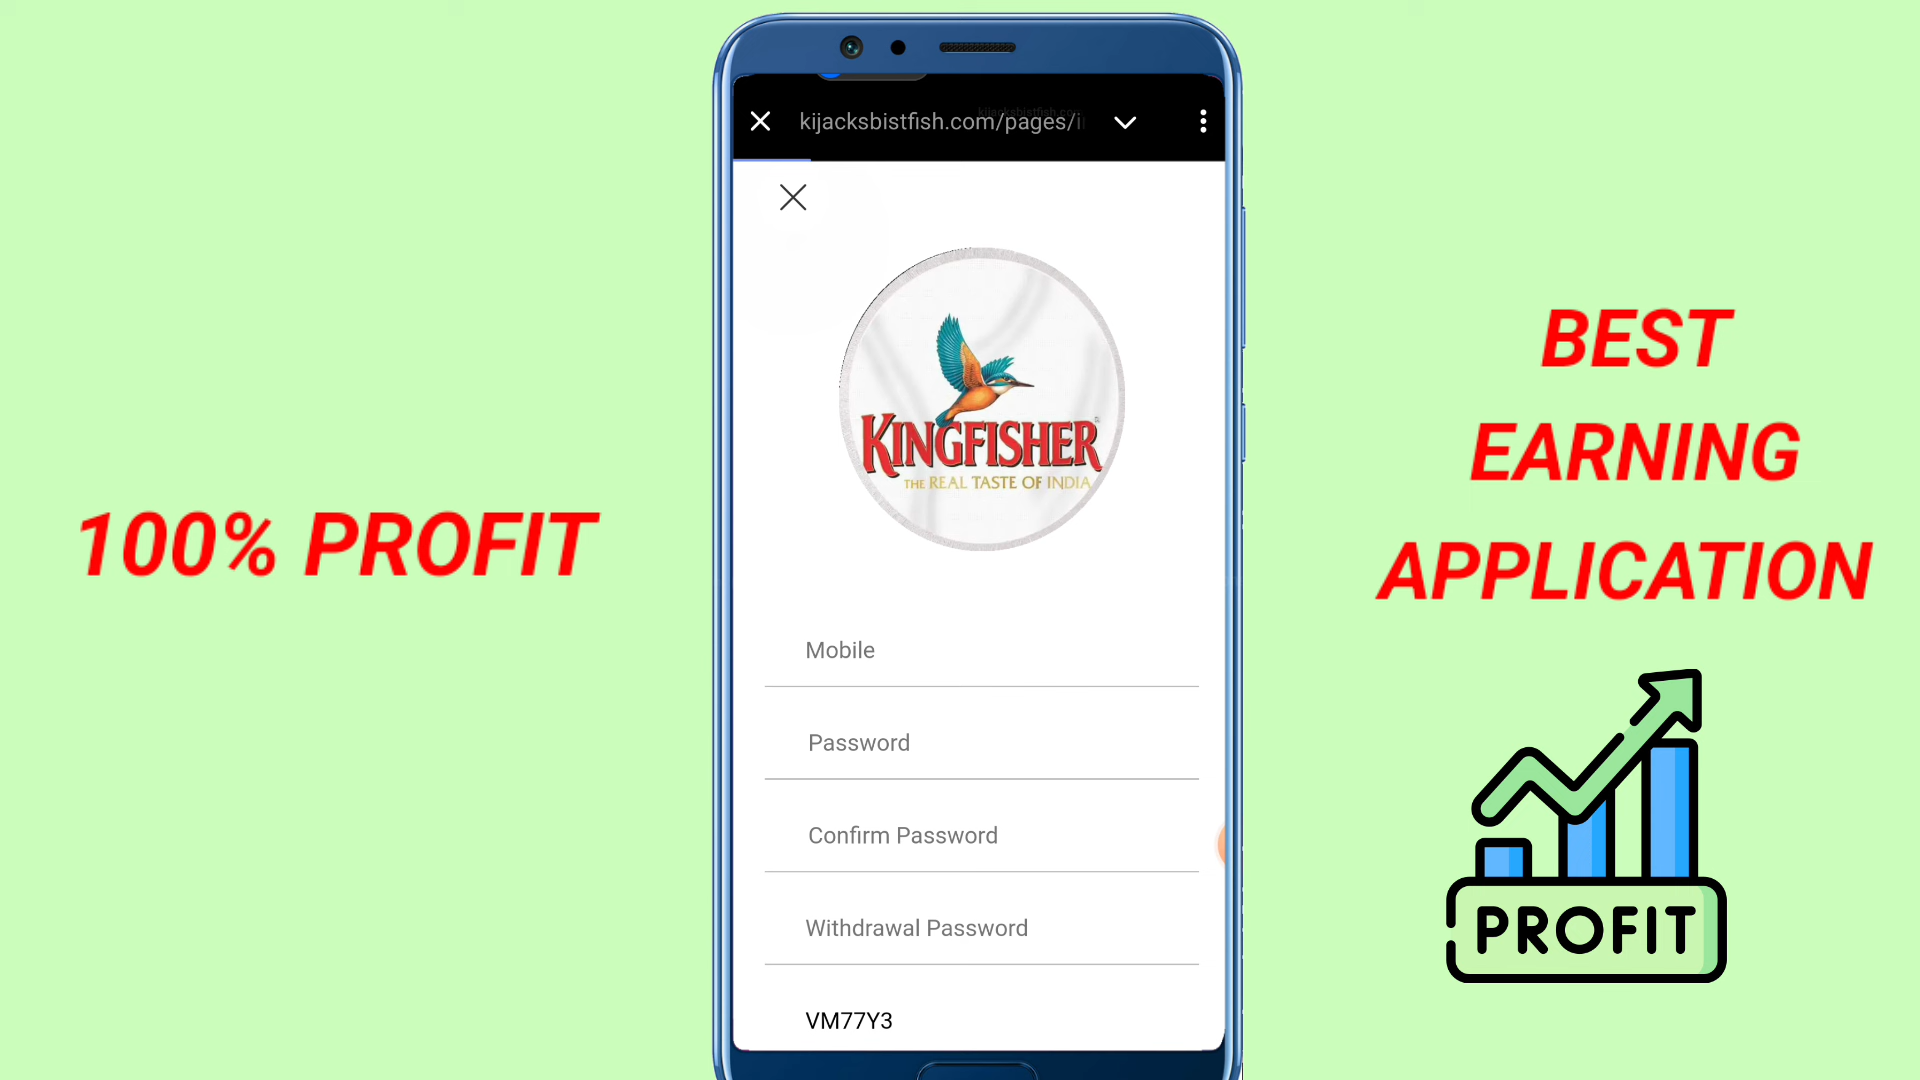 100% PROFIT
kijacksbistfish.com/pages/i
KINGFISHER
THE REAL TASTE OF INDIA
Mobile
Password
Confirm Password
Withdrawal Password
VM77Y3
BEST
EARNING
APPLICATION
PROFIT